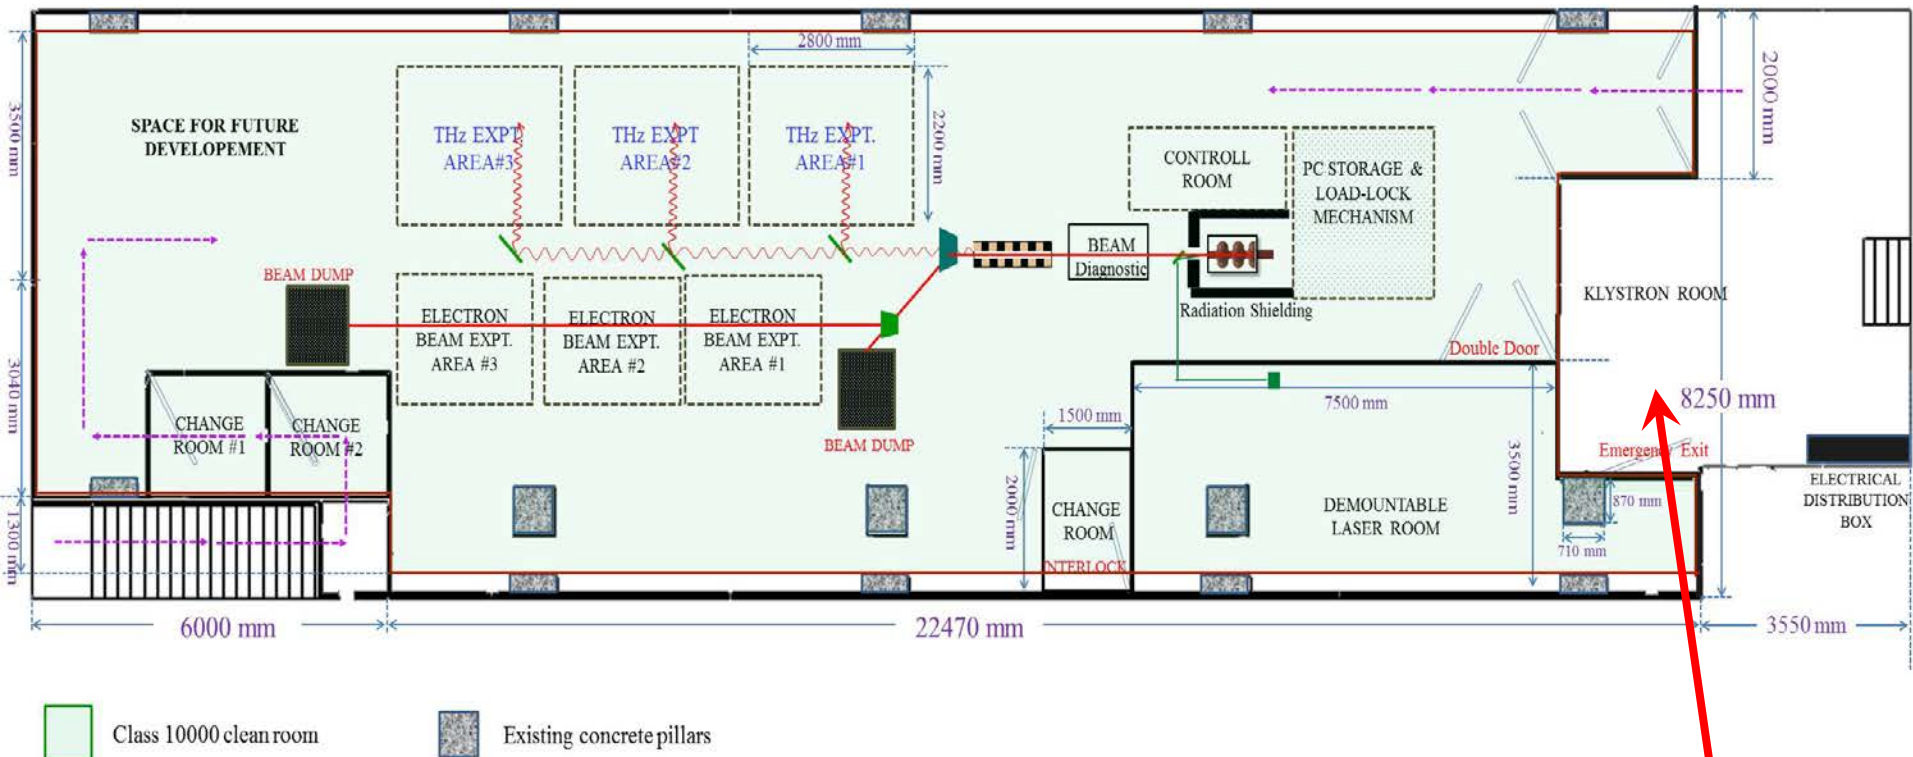 2800 mm
2000 mm
3500 mm
SPACE FOR FUTURE
DEVELOPEMENT
THz EXPT.
AREA#3
THz EXPT
AREA#2
THz EXPT.
AREA#1
2200 mm
CONTROLL
ROOM
PC STORAGE &
LOAD-LOCK
MECHANISM
BEAM
Diagnostic
Radiation Shielding
KLYSTRON ROOM
BEAM DUMP
ELECTRON
BEAM EXPT.
AREA #3
ELECTRON
BEAM EXPT.
AREA #2
ELECTRON
BEAM EXPT.
AREA #1
Double Door
3040 mm
7500 mm
8250 mm
1500 mm
CHANGE
ROOM #1
CHANGE
ROOM #2
BEAM DUMP
Emergency Exit
ELECTRICAL
DISTRIBUTION
BOX
1300 mm
2000 mm
CHANGE
ROOM
NTERLOCK
3500 mm
DEMOUNTABLE
LASER ROOM
870 mm
710 mm
6000 mm
22470 mm
3550 mm
Class 10000 clean room
Existing concrete pillars